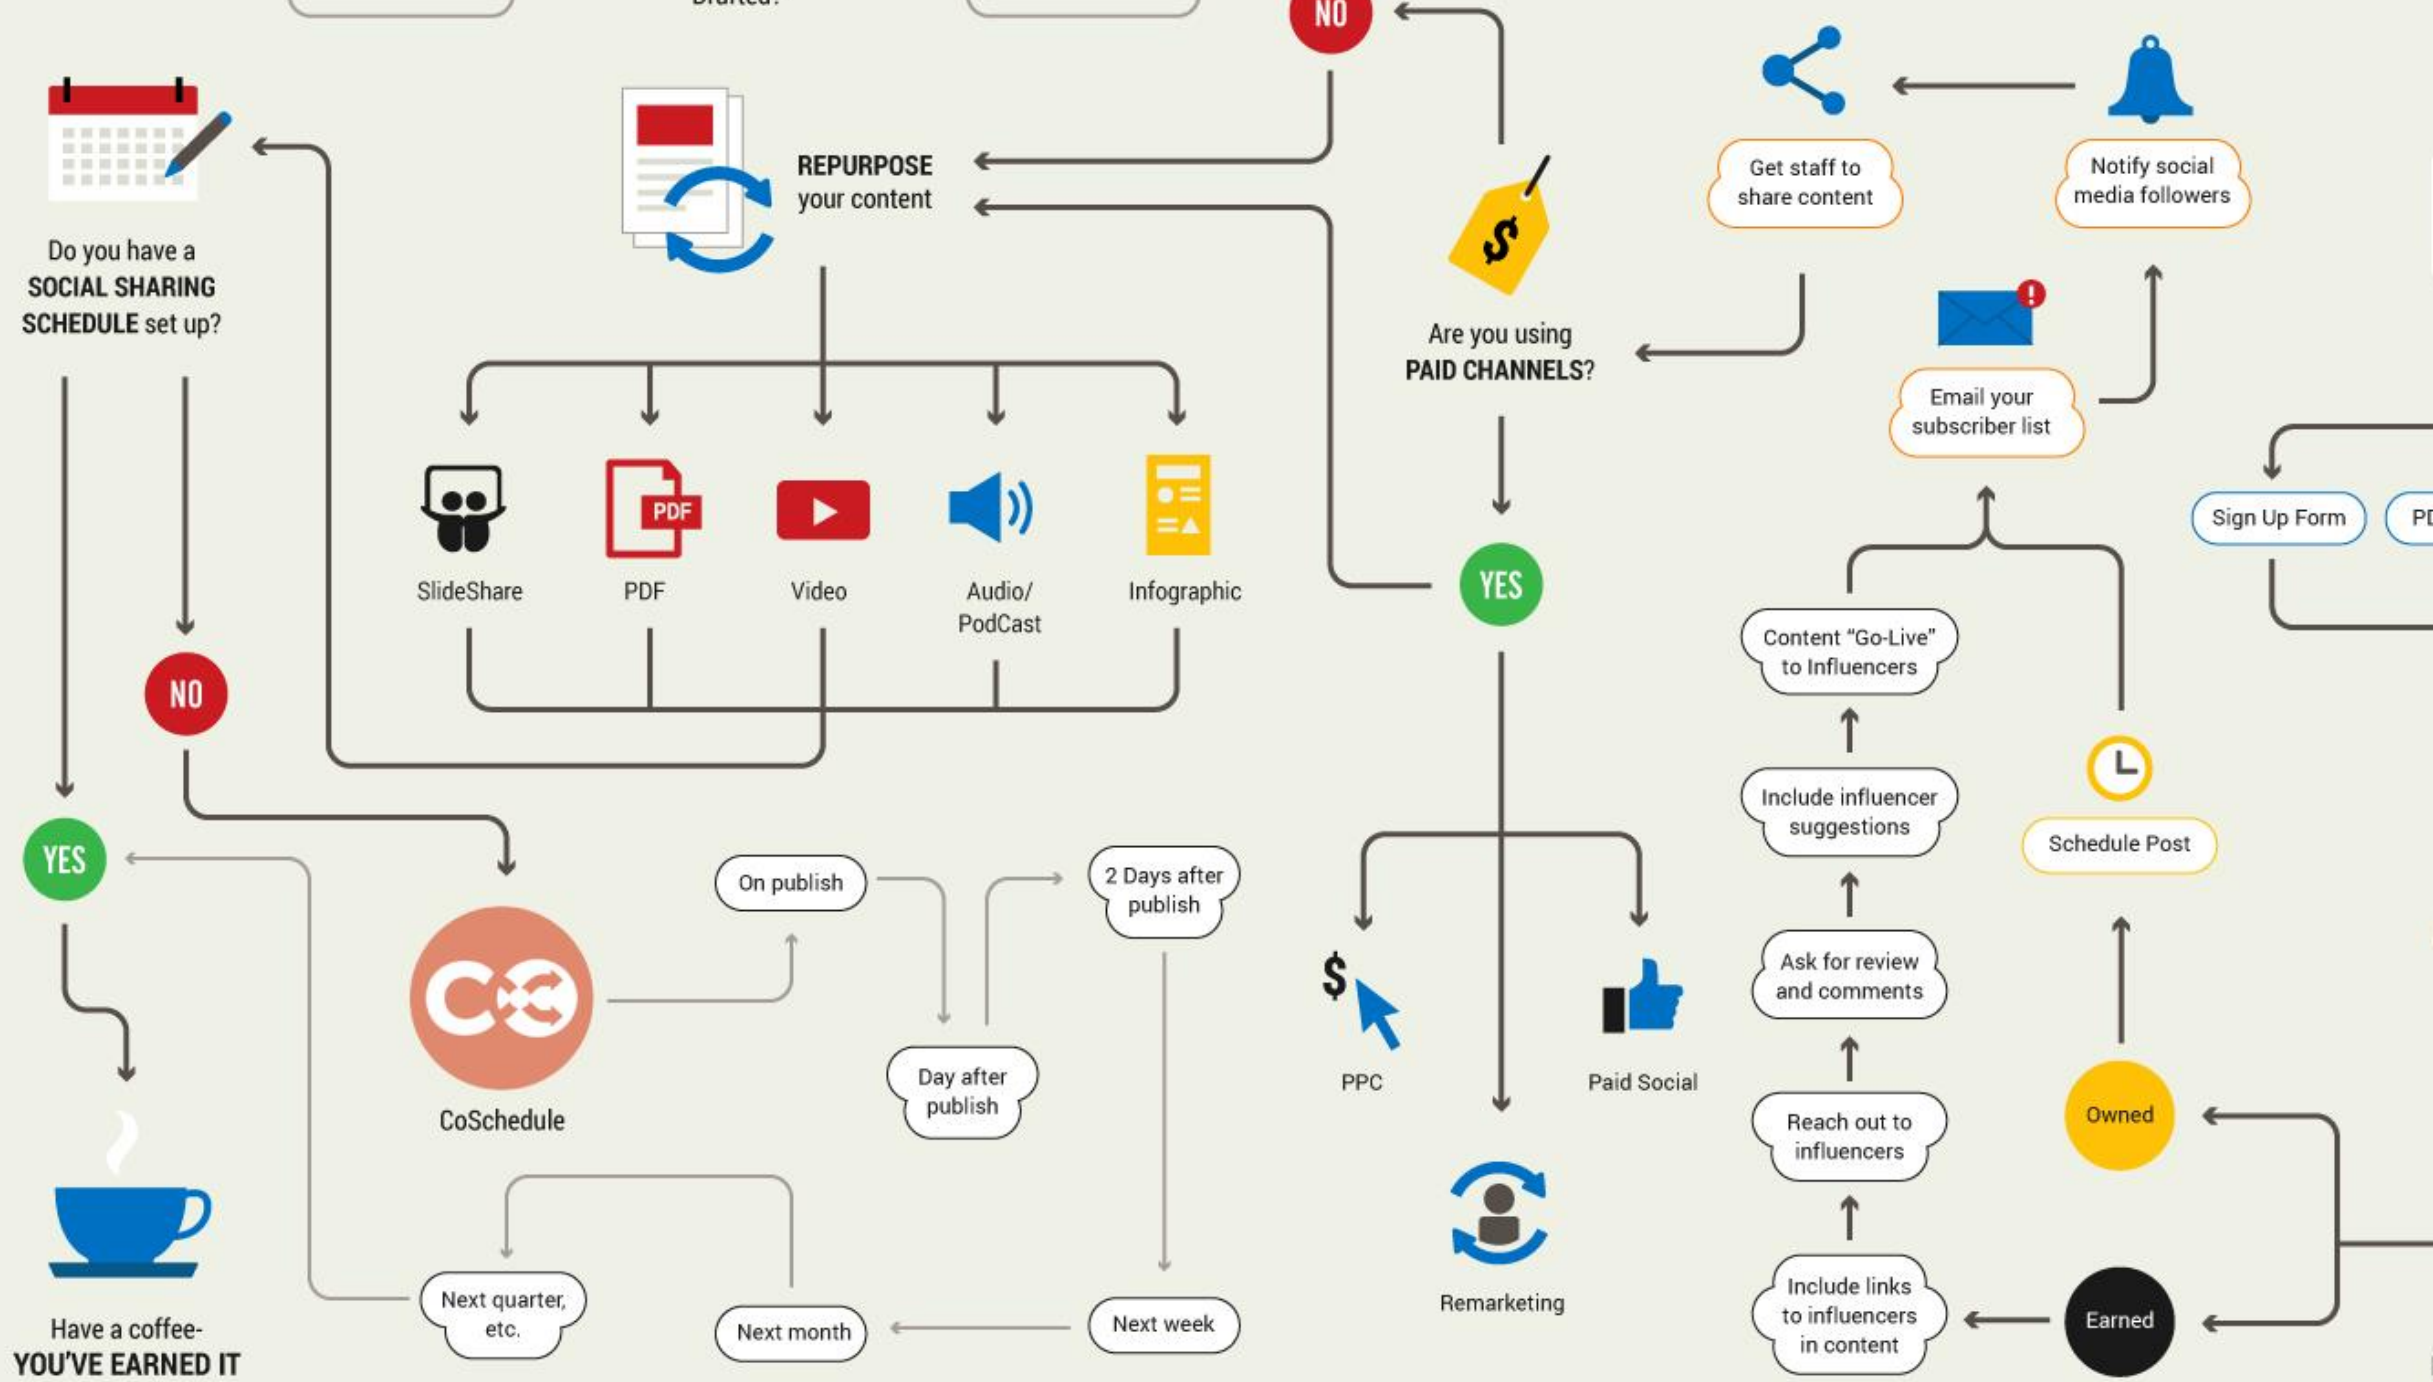 Drafted?
NO
Do you have a
SOCIAL SHARING
SCHEDULE set up?
REPURPOSE
your content
$
Are you using
PAID CHANNELS?
Get staff to
share content
Notify social
media followers
!
Email your
subscriber list
Sign Up Form
SlideShare
PDF
PDF
Video
Audio/
PodCast
Infographic
YES
NO
Content “Go-Live”
to Influencers
Include influencer
suggestions
Schedule Post
YES
CoSchedule
On publish
Day after
publish
2 Days after
publish
Next week
Next month
Next quarter,
etc.
Have a coffee-
YOU'VE EARNED IT
$
PPC
Paid Social
Remarketing
Ask for review
and comments
Reach out to
influencers
Include links
to influencers
in content
Owned
Earned